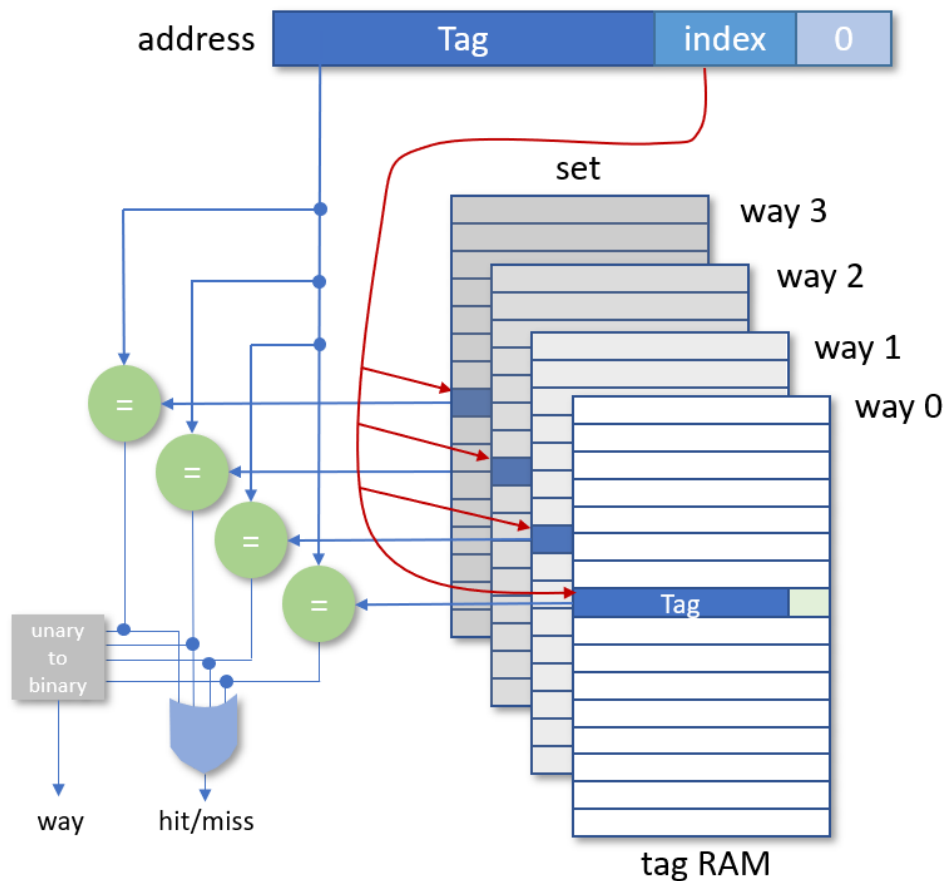 address Tag index 0
set
way 3
way 2
way 1
way 0
=
=
=
=
Tag
unary
to
binary
way
hit/miss
tag RAM